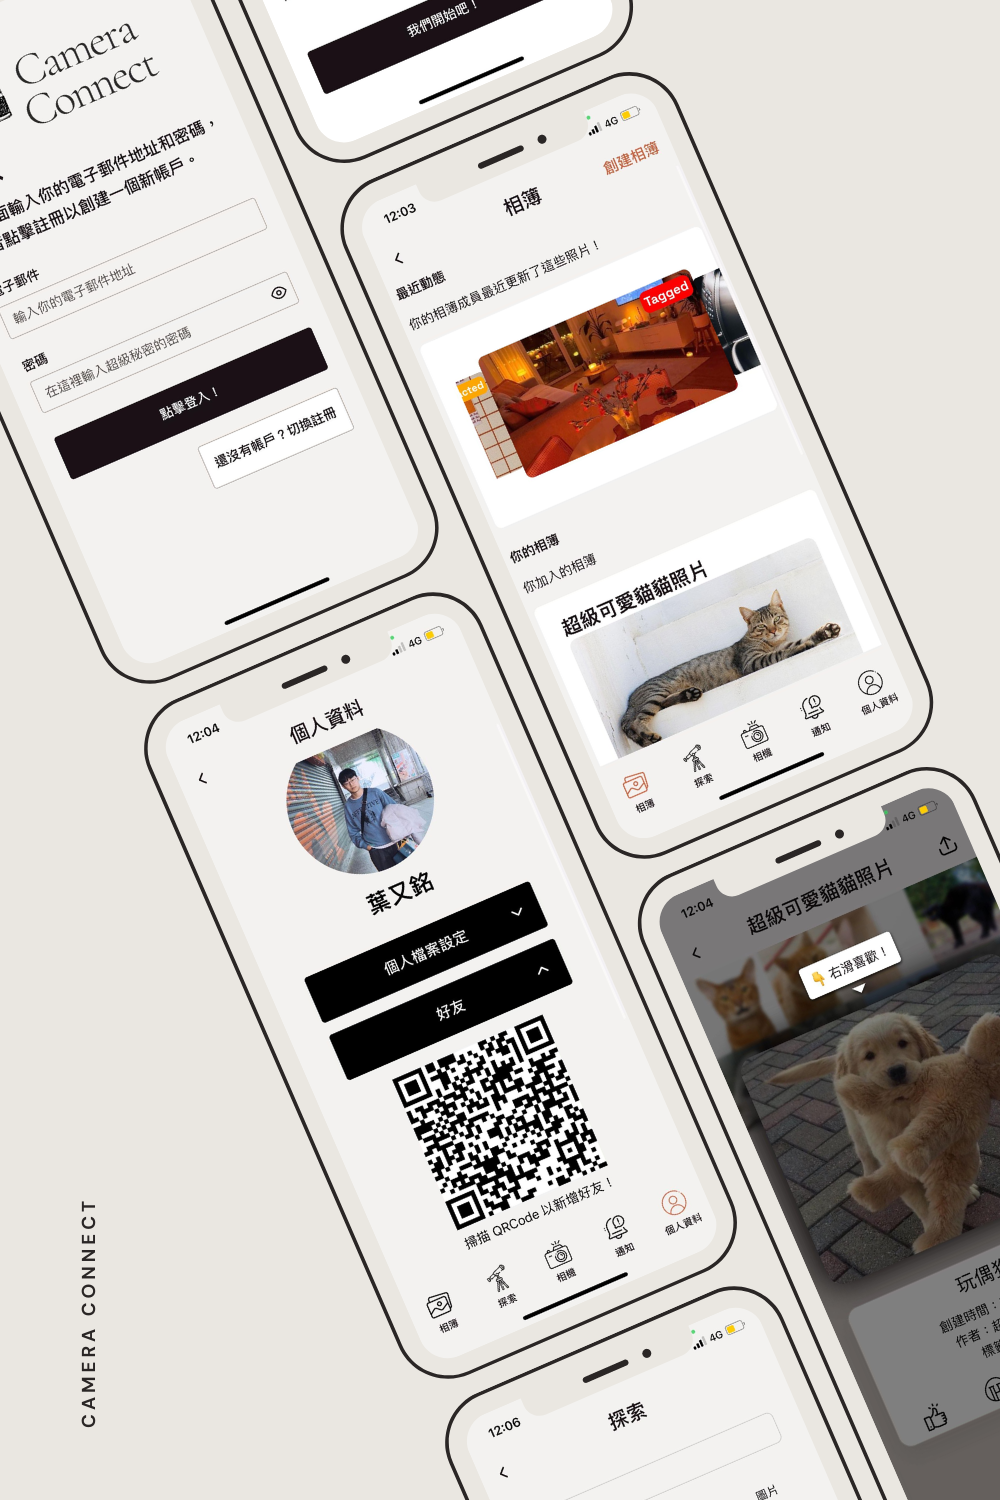 Camera
Connect
面輸入你的電子郵件地址和密碼，
點擊註冊以創建一個新帳戶。
子郵件
輸入你的電子郵件地址
密碼
在這裡輸入超級秘密的密碼
點擊登入！
還沒有帳戶？切換註冊
我們開始吧！
12:03
4G
相簿
創建相簿
最近動態
你的相簿成員最近更新了這些照片！
cted
Tagged
你的相簿
你加入的相簿
超級可愛貓貓照片
相簿
探索
相機
通知
個人資料
12:04
4G
個人資料
葉又銘
個人檔案設定
好友
掃描 QRCode 以新增好友！
相簿
探索
相機
通知
個人資料
12:04
4G
超級可愛貓貓照片
👇 右滑喜歡！
玩偶
創建時間：
作者：
12:06
4G
探索
圖片
CAMERA CONNECT